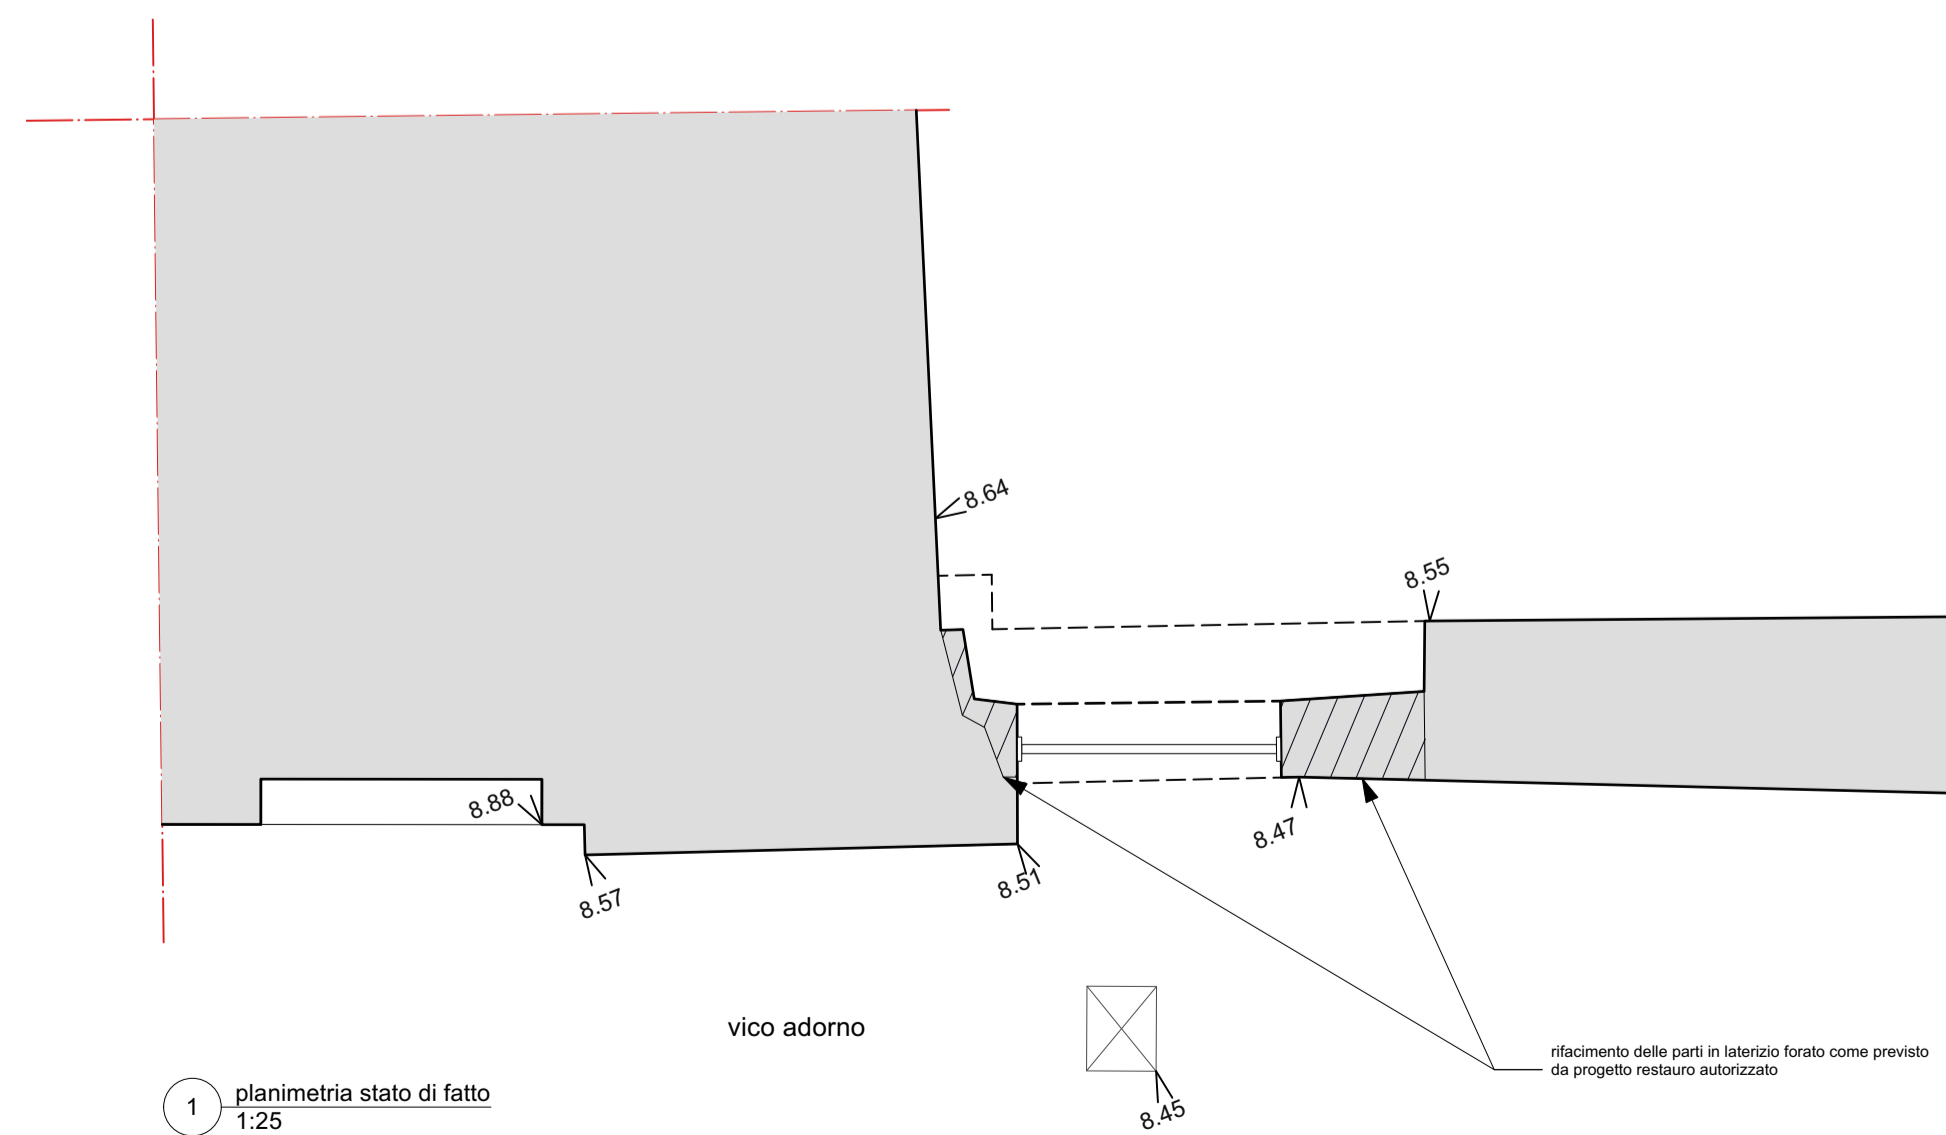 8.64
8.55
8.88
8.47
8.51
8.57
vico adorno
rifacimento delle parti in laterizio forato come previsto
da progetto restauro autorizzato
1
planimetria stato di fatto
1:25
8.45